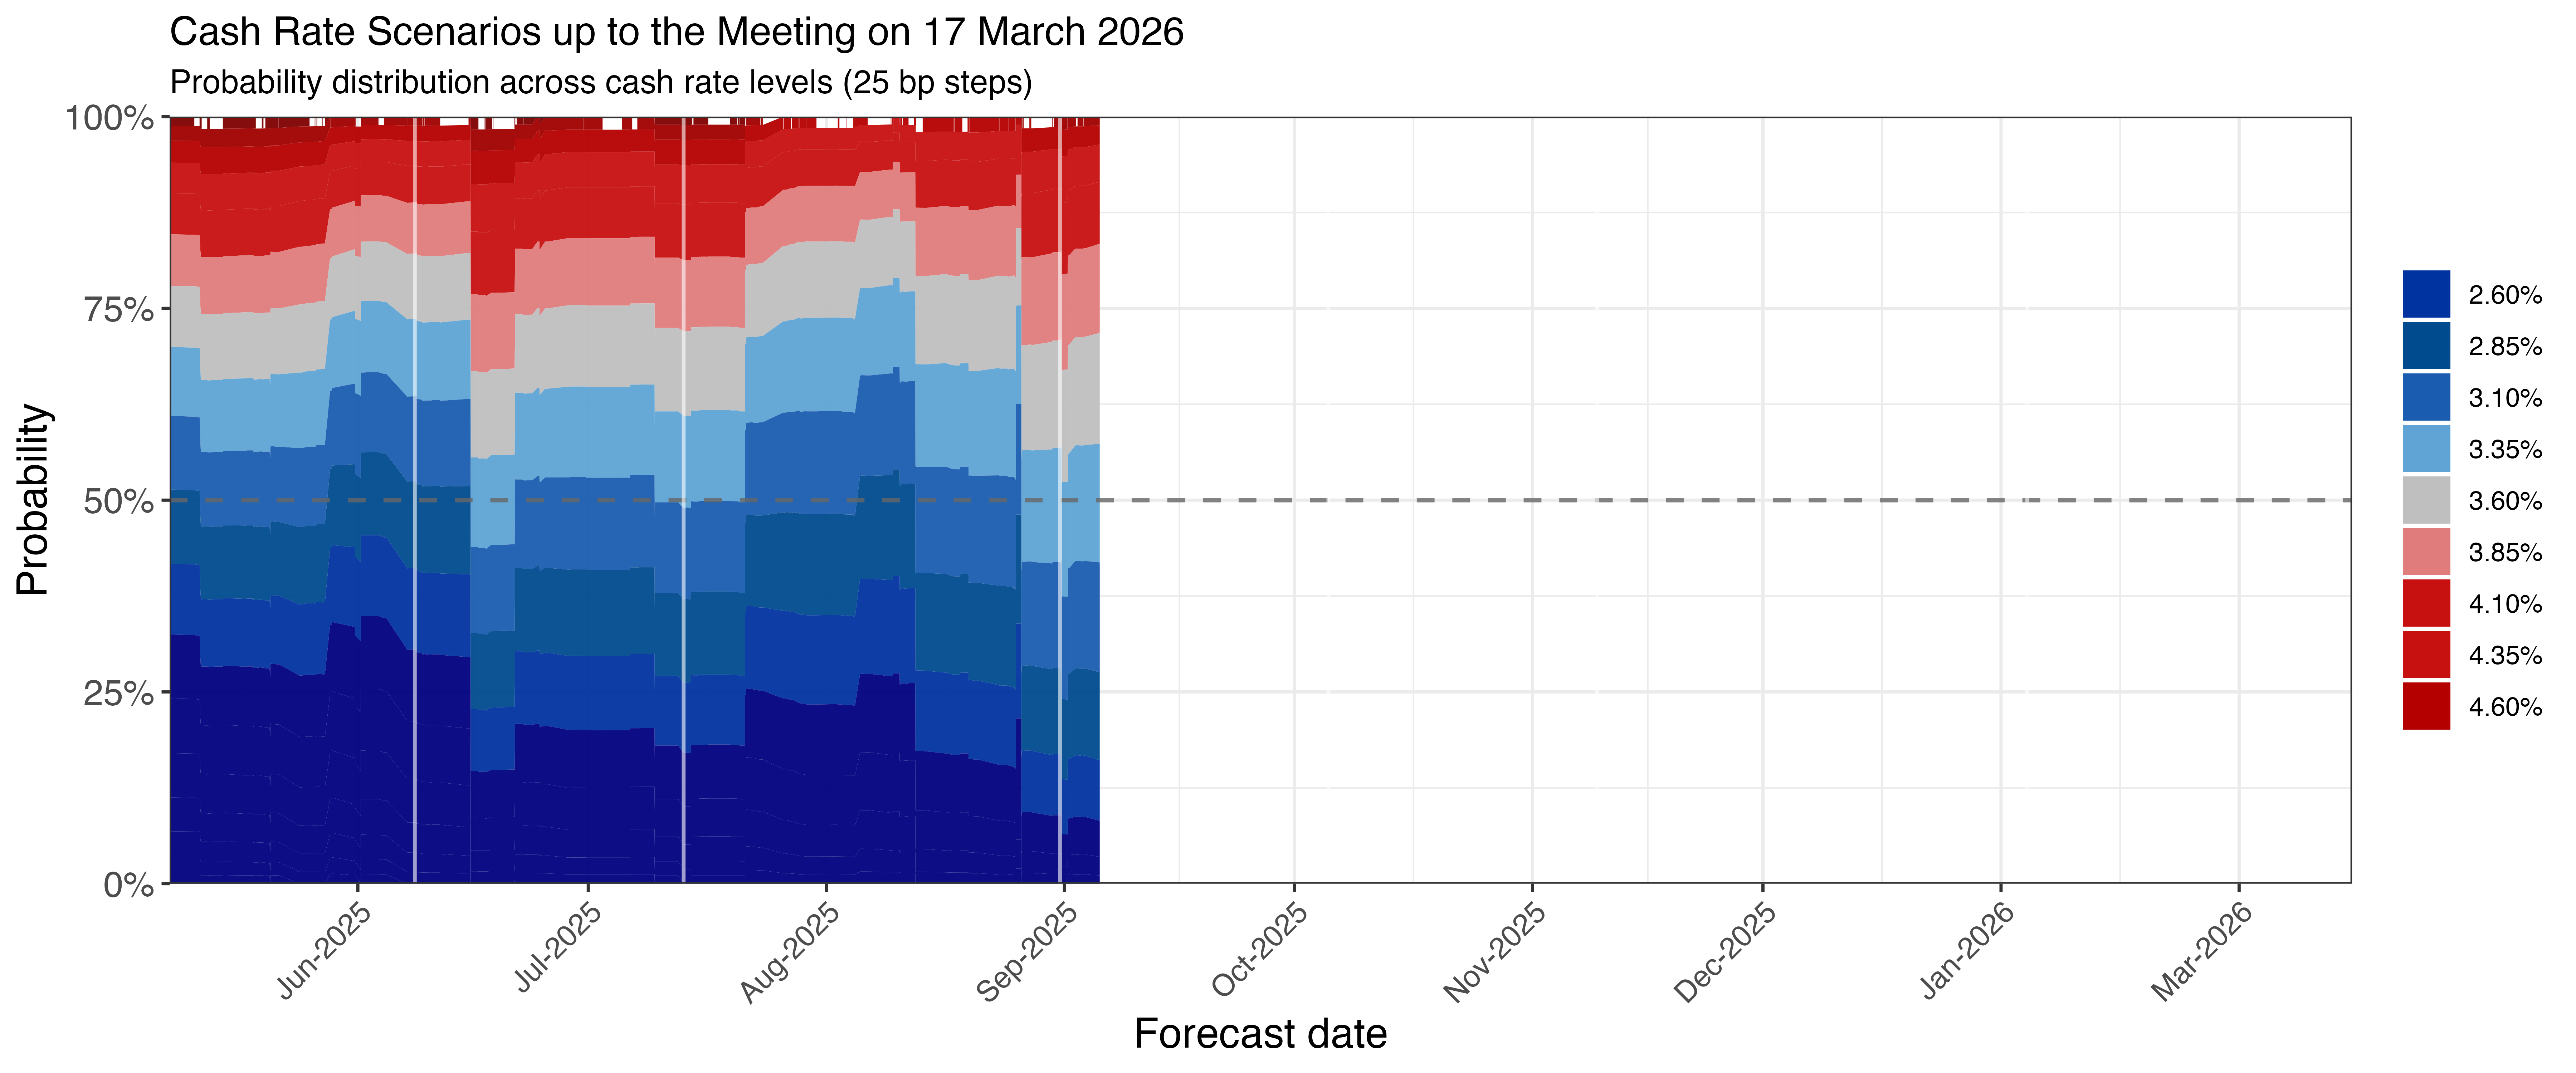 Cash Rate Scenarios up to the Meeting on 17 March 2026
Probability distribution across cash rate levels (25 bp steps)
Probability
100%
75%
50%
25%
0%
Jun-2025
Jul-2025
Aug-2025
Sep-2025
Oct-2025
Nov-2025
Dec-2025
Jan-2026
Mar-2026
Forecast date
2.60%
2.85%
3.10%
3.35%
3.60%
3.85%
4.10%
4.35%
4.60%